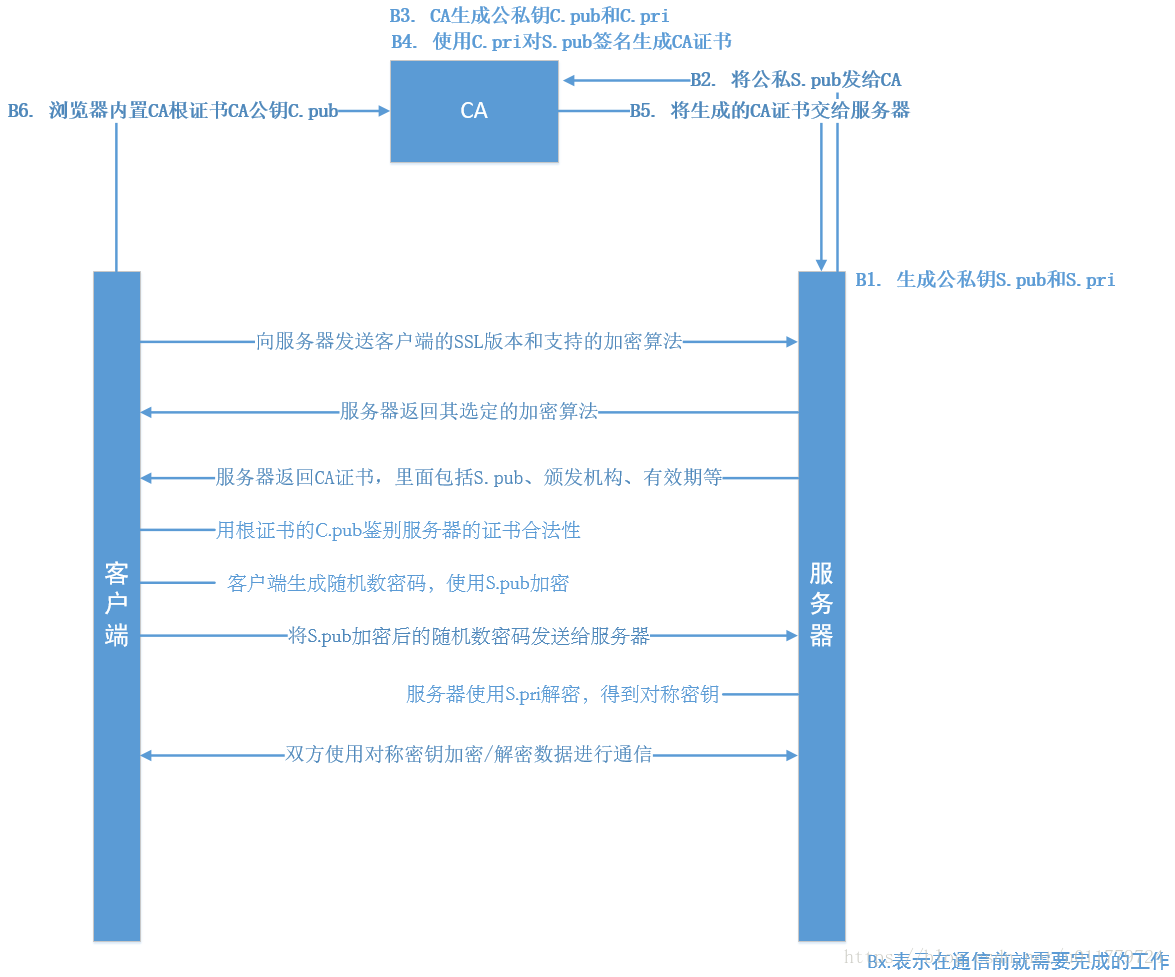 B3. CA生成公私钥C.pub和C.pri
B4. 使用C.pri对S.pub签名生成CA证书
B2. 将公私S.pub发给CA
B6. 浏览器内置CA根证书CA公钥C.pub
CA
B5. 将生成的CA证书交给服务器
B1. 生成公私钥S.pub和S.pri
向服务器发送客户端的SSL版本和支持的加密算法
服务器返回其选定的加密算法
服务器返回CA证书，里面包括S.pub、颁发机构、有效期等
用根证书的C.pub鉴别服务器的证书合法性
客户端生成随机数密码，使用S.pub加密
客户端
服务器
将S.pub加密后的随机数密码发送给服务器
服务器使用S.pri解密，得到对称密钥
双方使用对称密钥加密/解密数据进行通信
Bx.表示在通信前就需要完成的工作